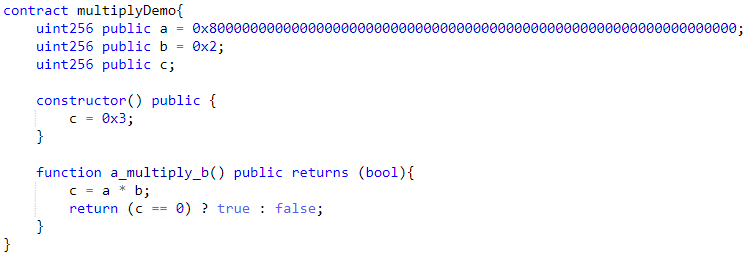 contract multiplyDemo{
uint256 public a = 0x8000000000000000000000000000000000000000000000000000000000000000;
uint256 public b = 0x2;
uint256 public c;
constructor() public {
c = 0x3;
}
function a_multiply_b() public returns (bool){
c = a * b;
return (c == 0) ? true : false;
}
}